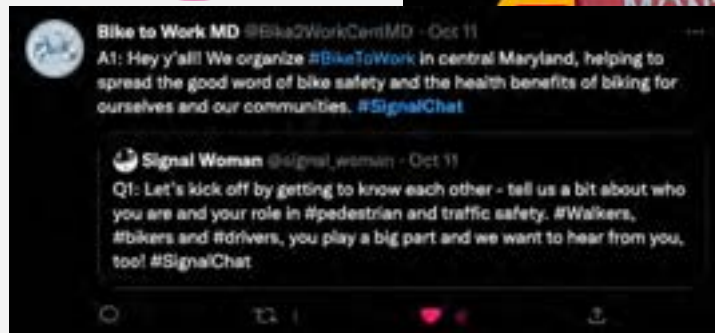 Bike to Work MD @Bike2WorkCentMD · Oct 11
A1: Hey y'all! We organize #BikeToWork in central Maryland, helping to
spread the good word of bike safety and the health benefits of biking for
ourselves and our communities. #SignalChat
Signal Woman @signal_woman · Oct 11
Q1: Let's kick off by getting to know each other - tell us a bit about who
you are and your role in #pedestrian and traffic safety. #Walkers,
#bikers and #drivers, you play a big part and we want to hear from you,
too! #SignalChat
1